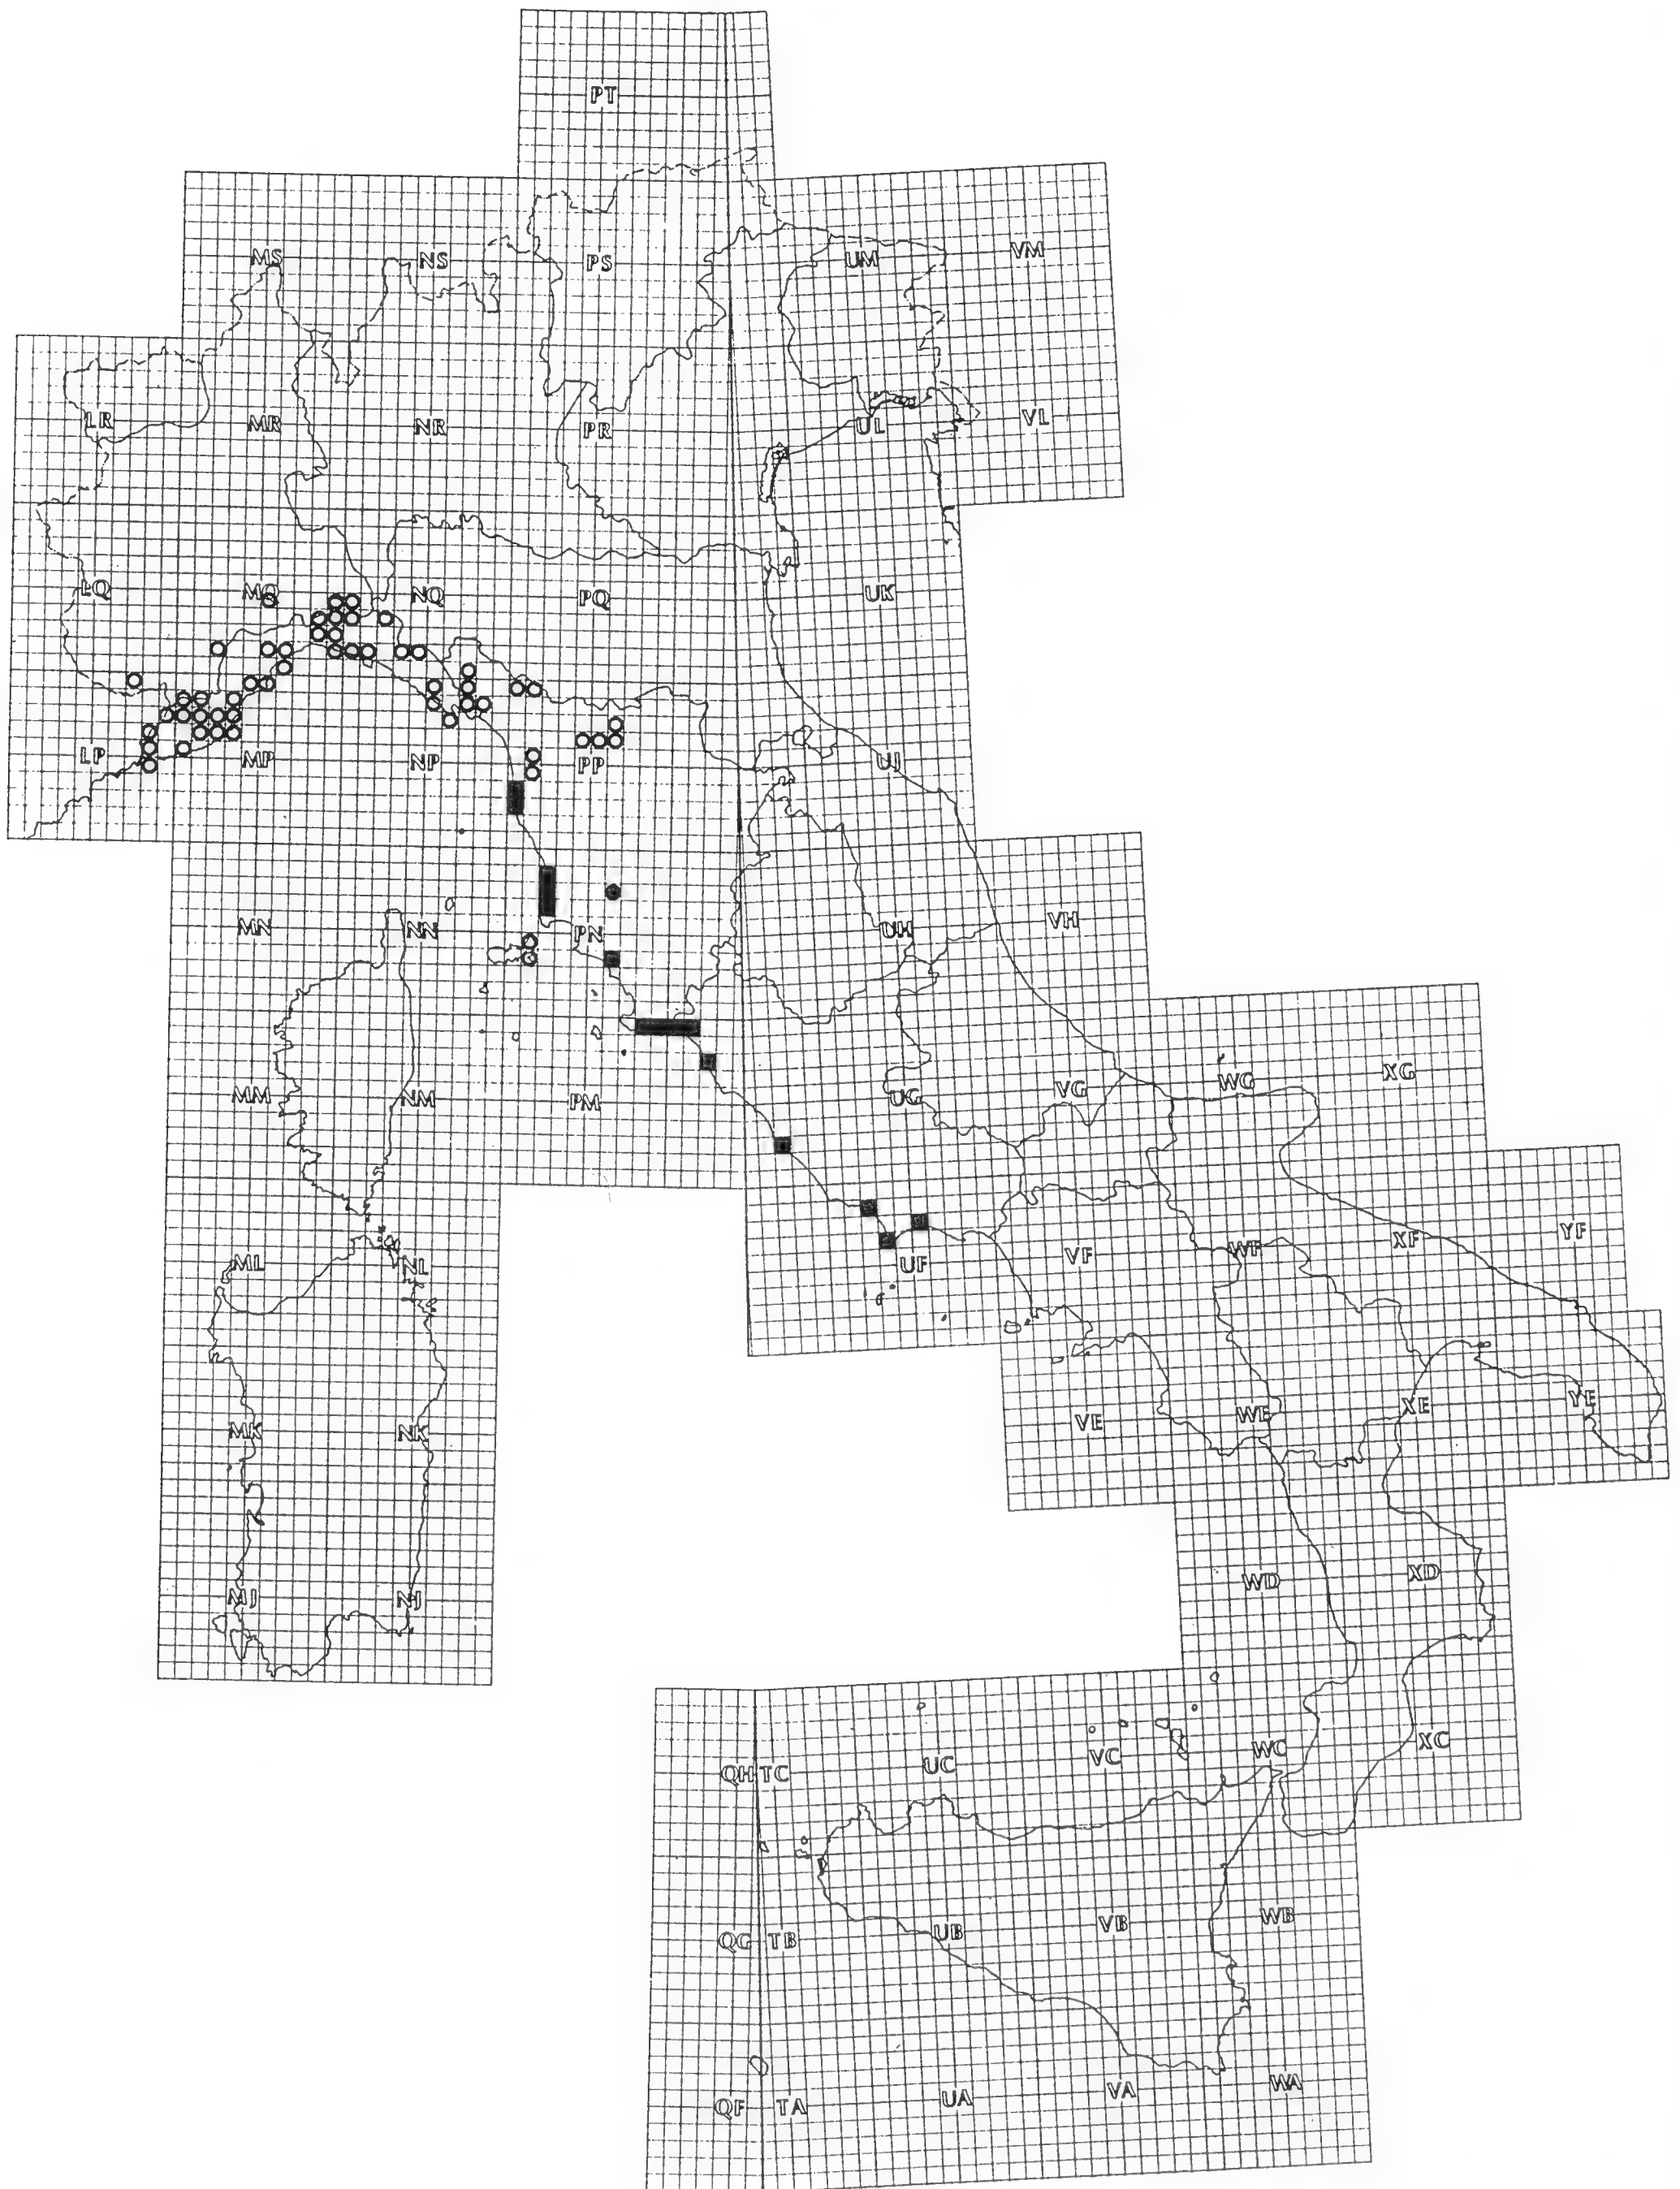 PT
MS NS PS UM VM
LR MR NR PR UL VL
LQ MQ NQ PQ UK
LP MP NP PP UI
MN NN PN UH VH
MM NM PM UG VG WG XG
ML NL UF VF WF XF YF
MK NK VE WE XE YE
MJ NJ WD XD
QH TC UC VC WC XC
QG TB UB VB WB
QF TA UA VA WA